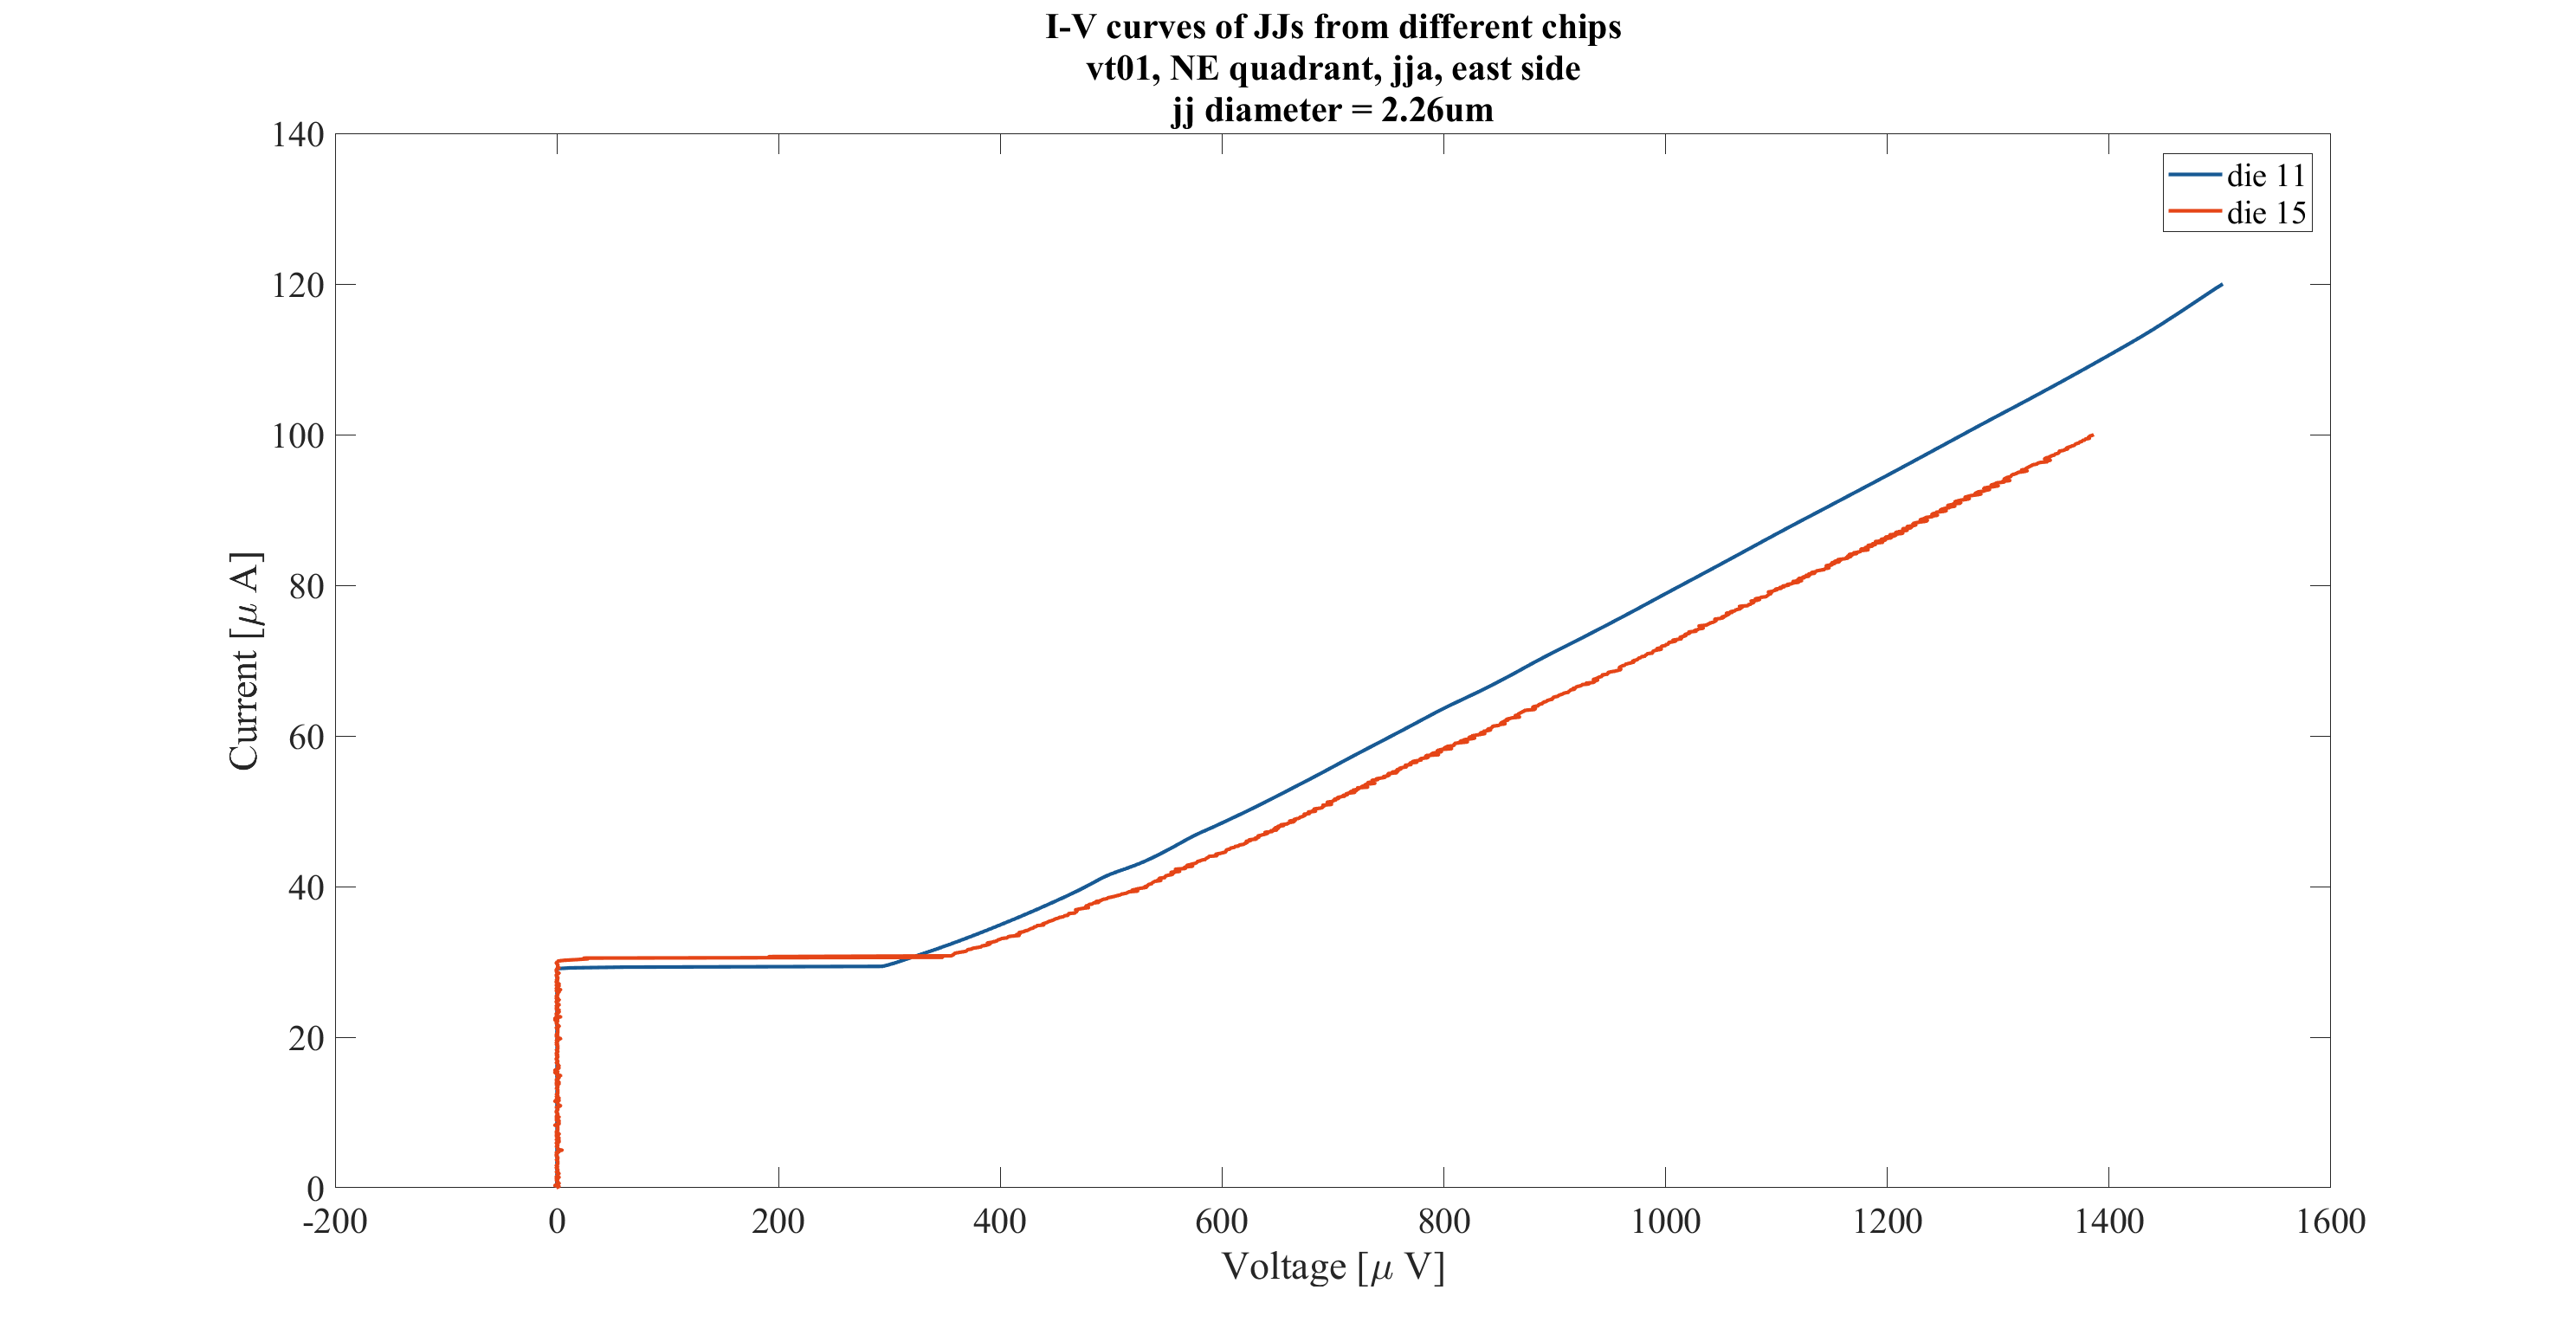 I-V curves of JJs from different chips
vt01, NE quadrant, jja, east side
jj diameter = 2.26um
140
120
100
80
60
40
20
0
Current [μ A]
die 11
die 15
-200 0 200 400 600 800 1000 1200 1400 1600
Voltage [μ V]